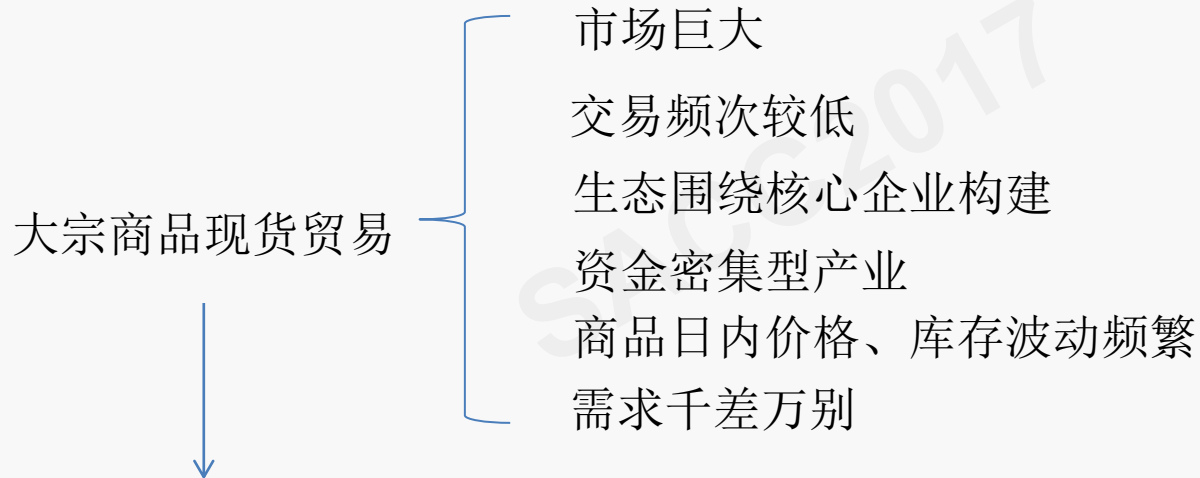 市场巨大
交易频次较低
生态围绕核心企业构建
大宗商品现货贸易
资金密集型产业
商品日内价格、库存波动频繁
需求千差万别
SACC2017